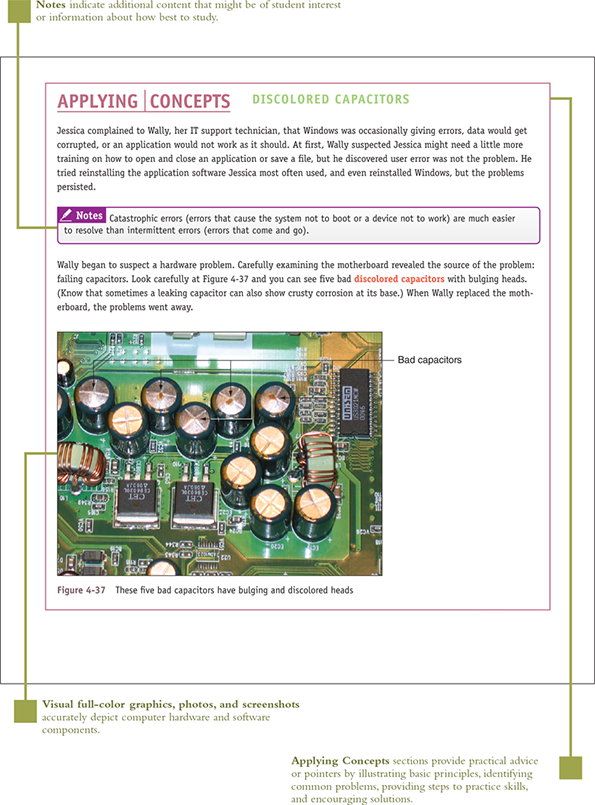 Notes indicate additional content that might be of student interest
or information about how best to study.
APPLYING CONCEPTS DISCOLORED CAPACITORS
Jessica complained to Wally, her IT support technician, that Windows was occasionally giving errors, data would get
corrupted, or an application would not work as it should. At first, Wally suspected Jessica might need a little more
training on how to open and close an application or save a file, but he discovered user error was not the problem. He
tried reinstalling the application software Jessica most often used, and even reinstalled Windows, but the problems
persisted.
Notes Catastrophic errors (errors that cause the system not to boot or a device not to work) are much easier
to resolve than intermittent errors (errors that come and go).
Wally began to suspect a hardware problem. Carefully examining the motherboard revealed the source of the problem:
failing capacitors. Look carefully at Figure 4-37 and you can see five bad discolored capacitors with bulging heads.
(Know that sometimes a leaking capacitor can also show crusty corrosion at its base.) When Wally replaced the moth-
erboard, the problems went away.
Bad capacitors
CET
CET
EC20
Figure 4-37 These five bad capacitors have bulging and discolored heads
Visual full-color graphics, photos, and screenshots
accurately depict computer hardware and software
components.
Applying Concepts sections provide practical advice
or pointers by illustrating basic principles, identifying
common problems, providing steps to practice skills,
and encouraging solutions.